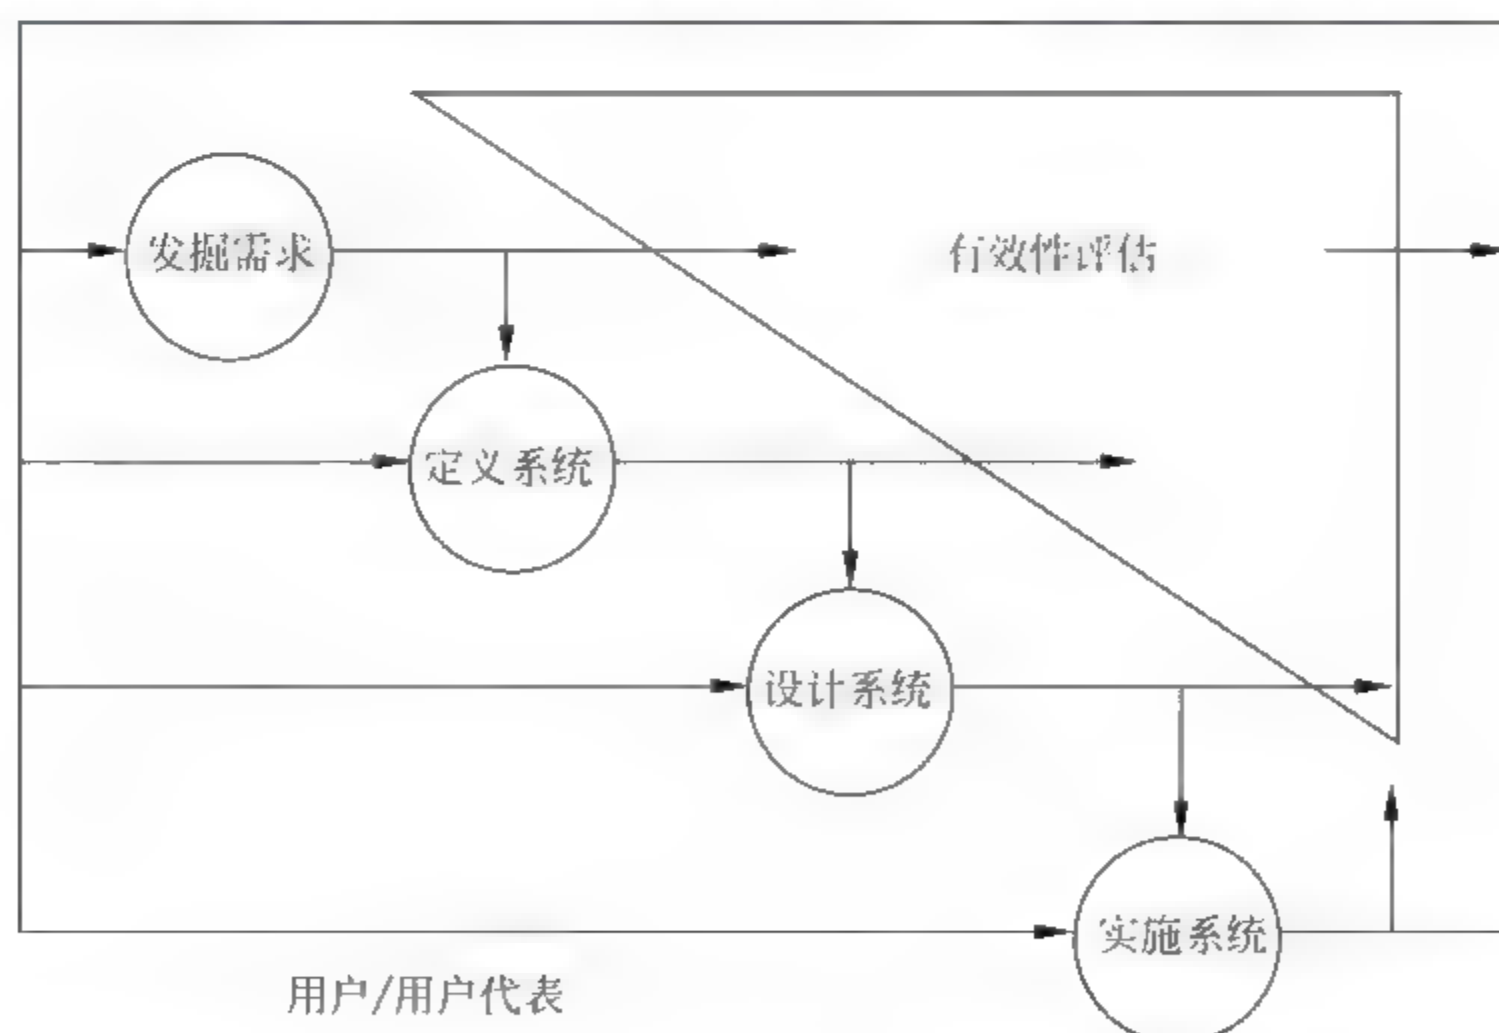 发掘需求
有效性评估
定义系统
设计系统
实施系统
用户/用户代表